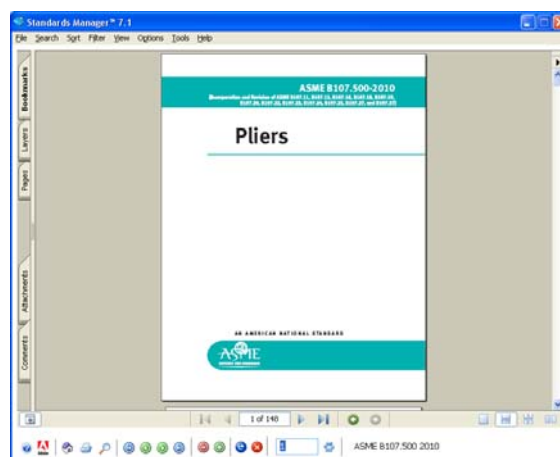 Standards Manager™ 7.1
File Search Sort Filter View Options Tools Help
Bookmarks
Layers
Pages
Attachments
Comments
ASME B107.500-2010
Pliers
AN AMERICAN NATIONAL STANDARD
ASME
1 of 148
ASME B107.500 2010